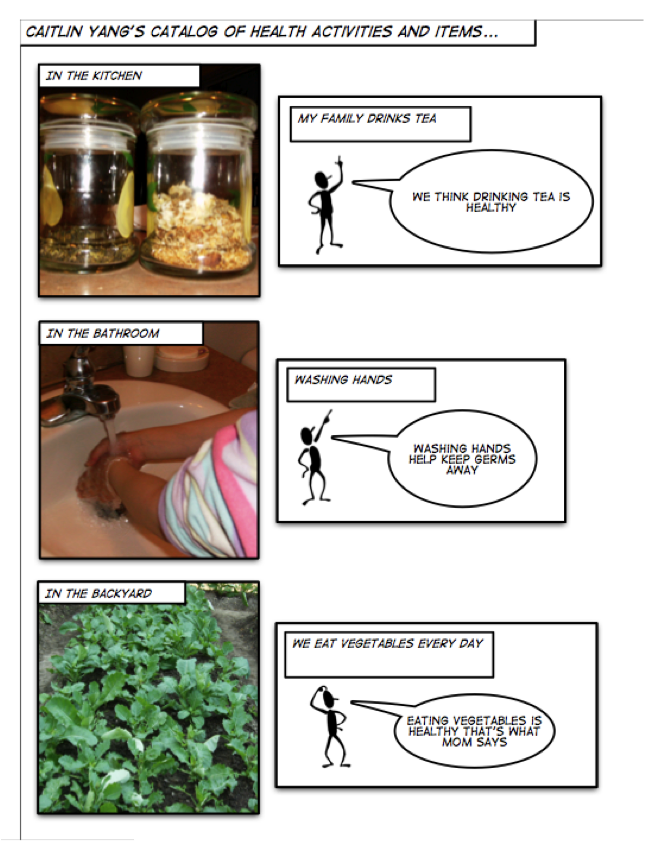 CAITLIN YANG'S CATALOG OF HEALTH ACTIVITIES AND ITEMS...
IN THE KITCHEN
MY FAMILY DRINKS TEA
WE THINK DRINKING TEA IS
HEALTHY
IN THE BATHROOM
WASHING HANDS
WASHING HANDS
HELP KEEP GERMS
AWAY
IN THE BACKYARD
WE EAT VEGETABLES EVERY DAY
EATING VEGETABLES IS
HEALTHY THAT'S WHAT
MOM SAYS